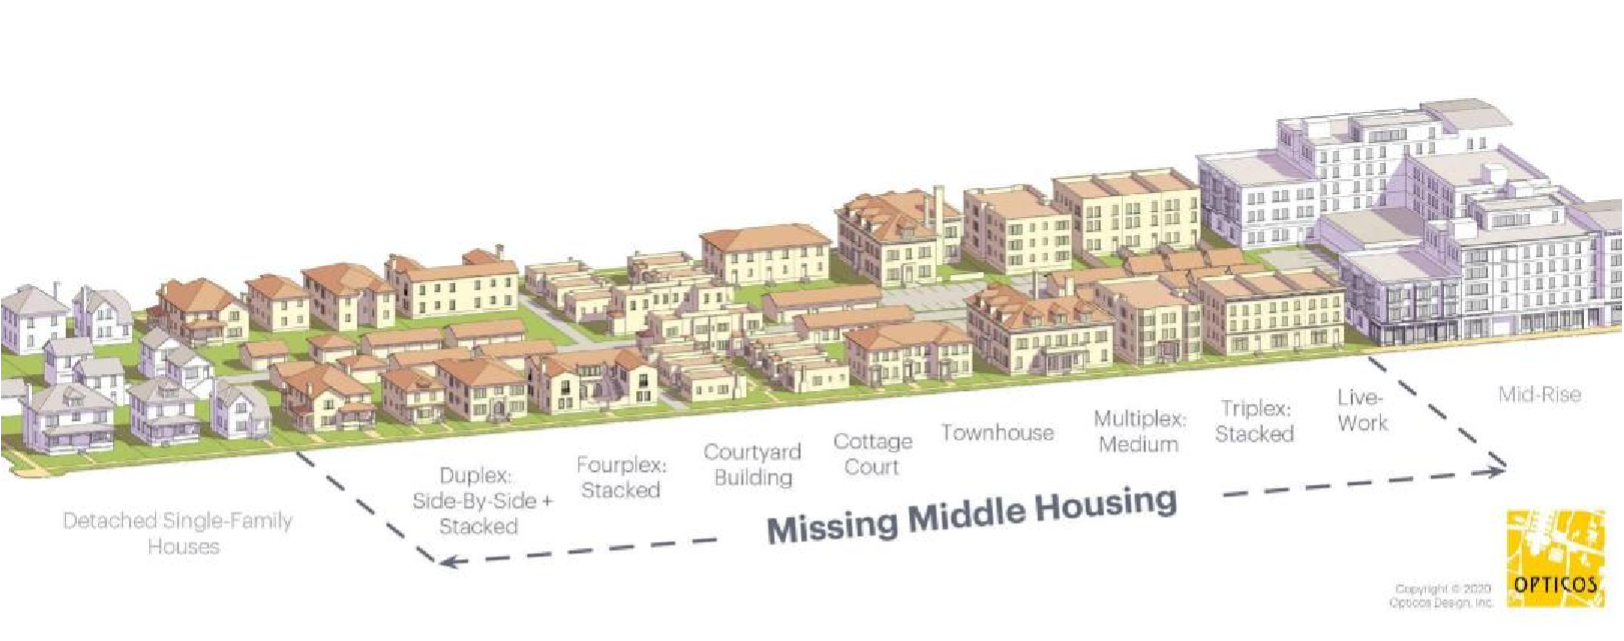 Detached Single-Family
Houses
Duplex:
Side-By-Side +
Stacked
Fourplex:
Stacked
Courtyard
Building
Cottage
Court
Townhouse
Multiplex:
Medium
Triplex:
Stacked
Live-
Work
Mid-Rise
Missing Middle Housing
OPTICOS
Copyright © 2020
Opticos Design, Inc.